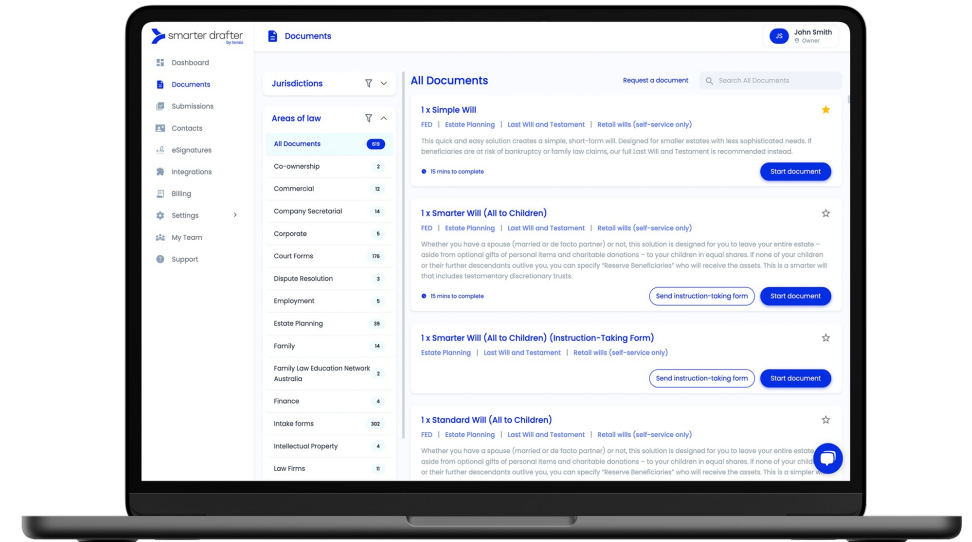 smarter drafter
by tensis
Documents
JS
John Smith
Owner
Dashboard
Documents
Submissions
Contacts
eSignatures
Integrations
Billing
Settings
My Team
Support
Jurisdictions
Areas of law
All Documents 619
Co-ownership 2
Commercial 12
Company Secretarial 14
Corporate 5
Court Forms 176
Dispute Resolution 3
Employment 5
Estate Planning 39
Family 14
Family Law Education Network
Australia 2
Finance 4
Intake forms 302
Intellectual Property 4
Law Firms 11
All Documents
Request a document
Search All Documents
1 x Simple Will
FED | Estate Planning | Last Will and Testament | Retail wills (self-service only)
This quick and easy solution creates a simple, short-form will. Designed for smaller estates with less sophisticated needs. If
beneficiaries are at risk of bankruptcy or family law claims, our full Last Will and Testament is recommended instead.
15 mins to complete
Start document
1 x Smarter Will (All to Children)
FED | Estate Planning | Last Will and Testament | Retail wills (self-service only)
Whether you have a spouse (married or de facto partner) or not, this solution is designed for you to leave your entire estate –
aside from optional gifts of personal items and charitable donations – to your children in equal shares. If none of your children
or their further descendants outlive you, you can specify “Reserve Beneficiaries” who will receive the assets. This is a smarter will
that includes testamentary discretionary trusts.
15 mins to complete
Send instruction-taking form
Start document
1 x Smarter Will (All to Children) (Instruction-Taking Form)
Estate Planning | Last Will and Testament | Retail wills (self-service only)
Send instruction-taking form
Start document
1 x Standard Will (All to Children)
FED | Estate Planning | Last Will and Testament | Retail wills (self-service only)
Whether you have a spouse (married or de facto partner) or not, this solution is designed for you to leave your entire estate
aside from optional gifts of personal items and charitable donations – to your children in equal shares. If none of your
or their further descendants outlive you, you can specify “Reserve Beneficiaries” who will receive the assets. This is a simpler